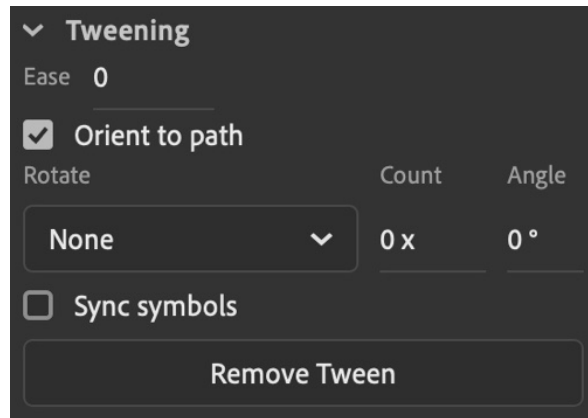 Tweening
Ease 0
Orient to path
Rotate Count Angle
None 0 x 0 °
Sync symbols
Remove Tween